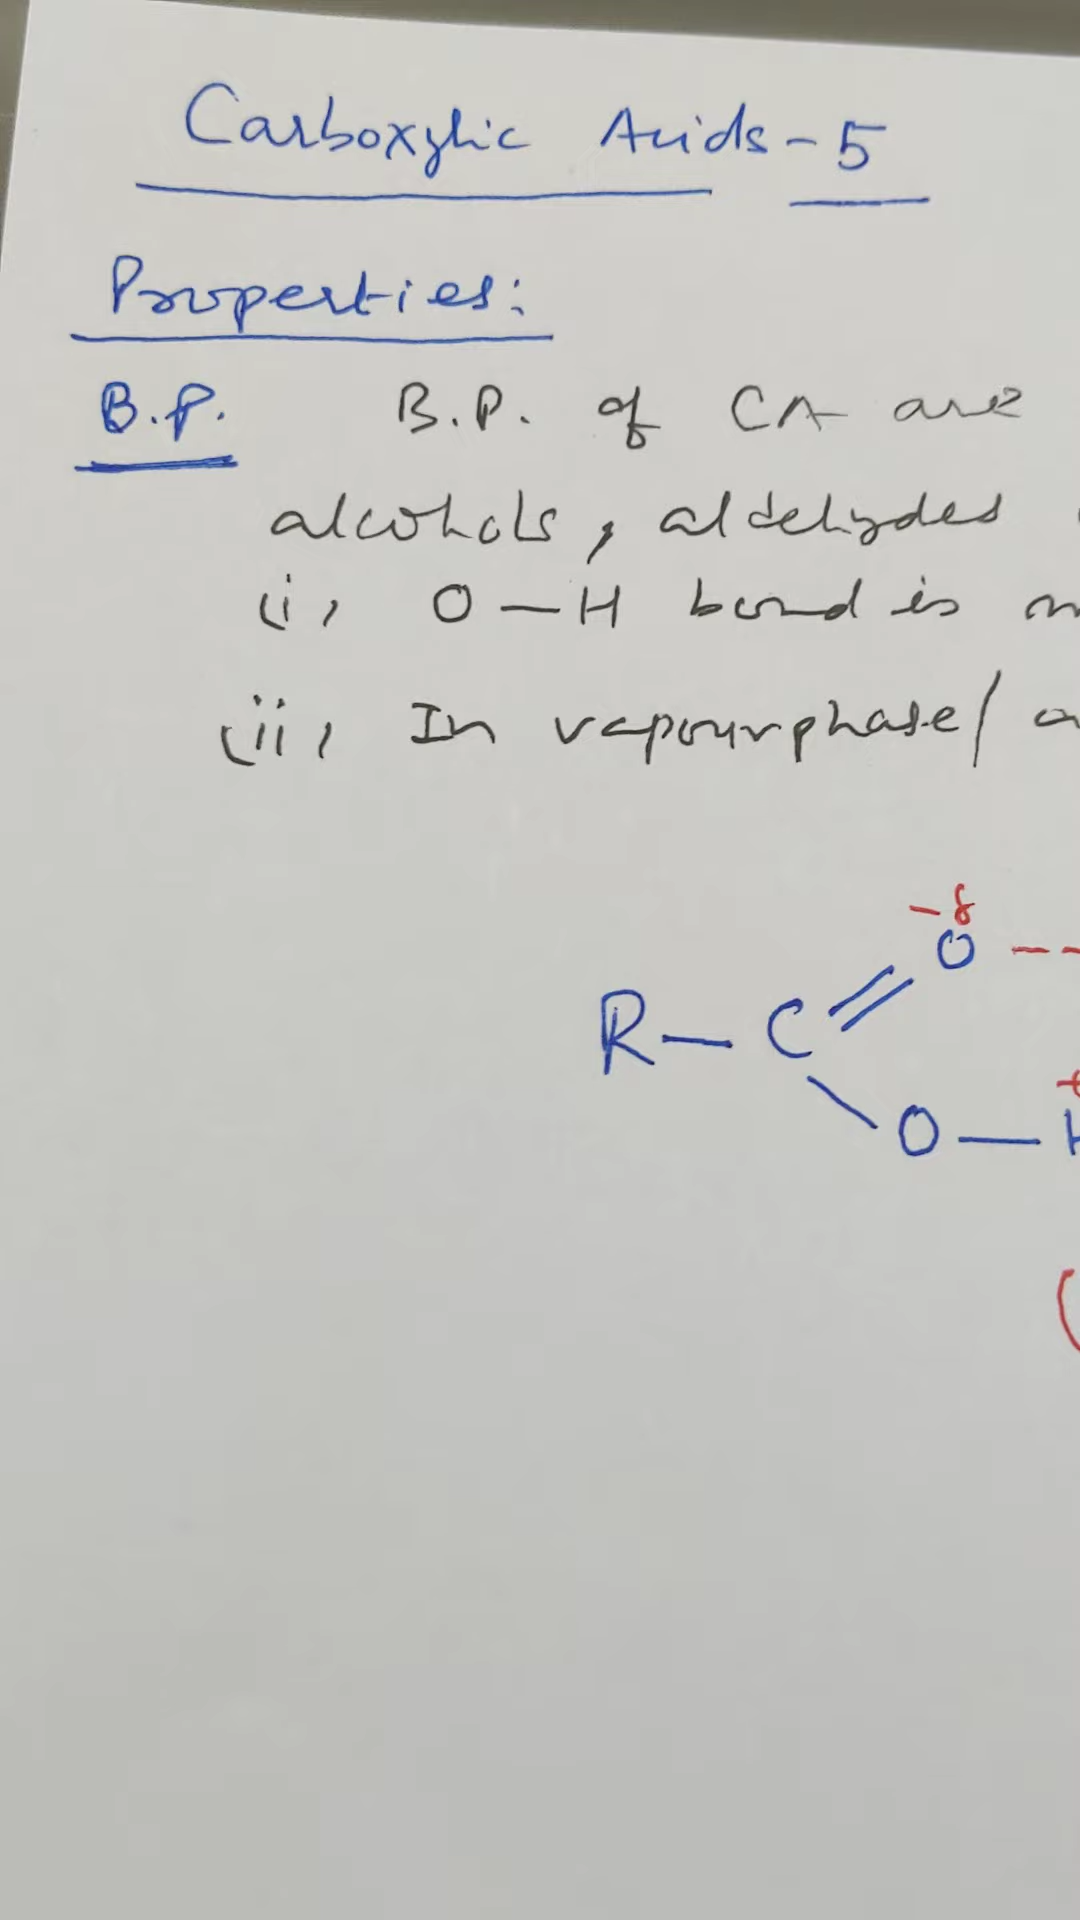 Carboxylic Acids - 5
Properties:
B.P. B.P. of CA are
alcohols, aldehydes
(i) O-H bond is
(ii) In vapourphase/
-δ
O --
R-C
O-H